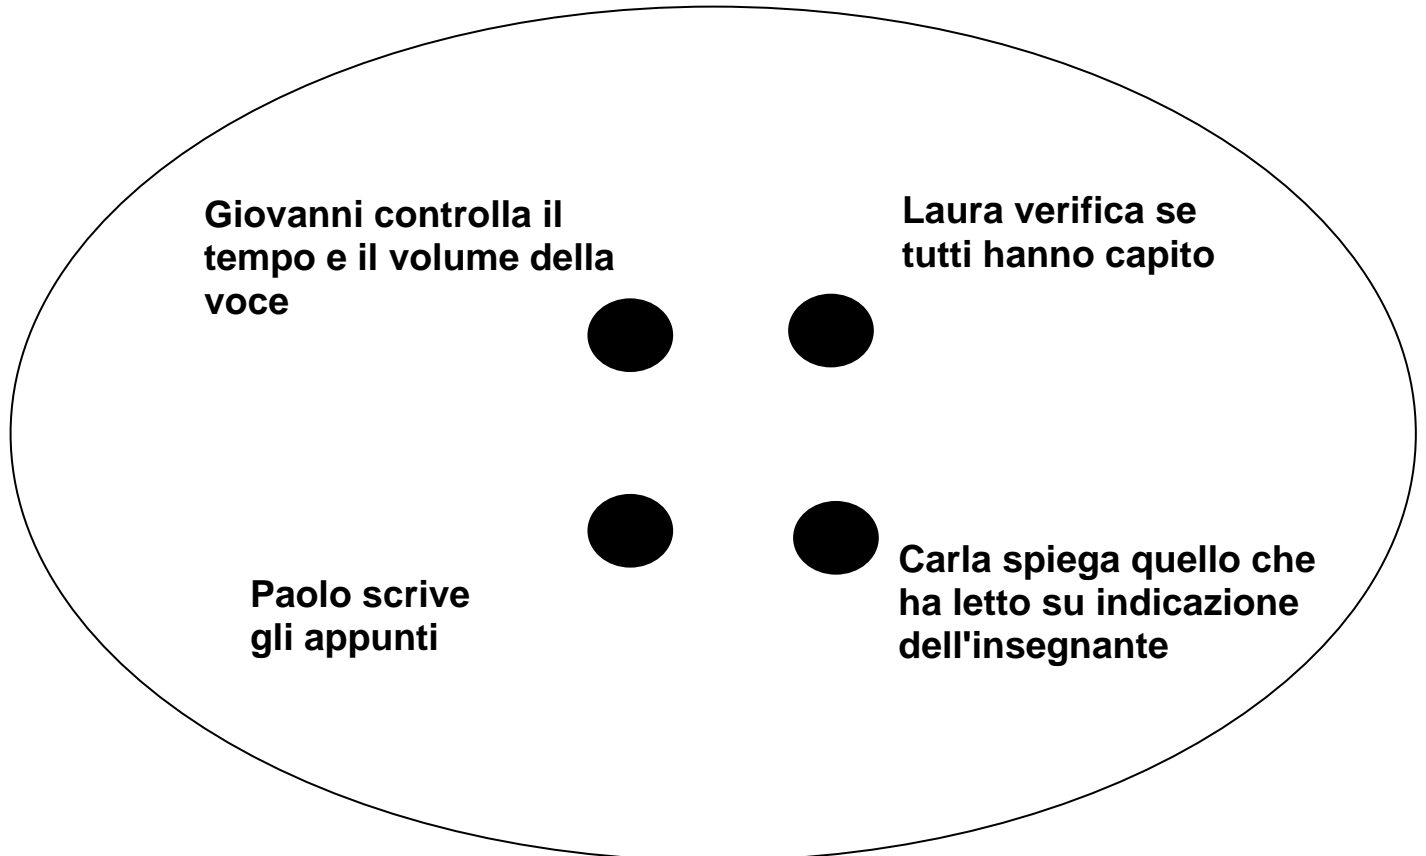 Giovanni controlla il
tempo e il volume della
voce
Laura verifica se
tutti hanno capito
Paolo scrive
gli appunti
Carla spiega quello che
ha letto su indicazione
dell'insegnante